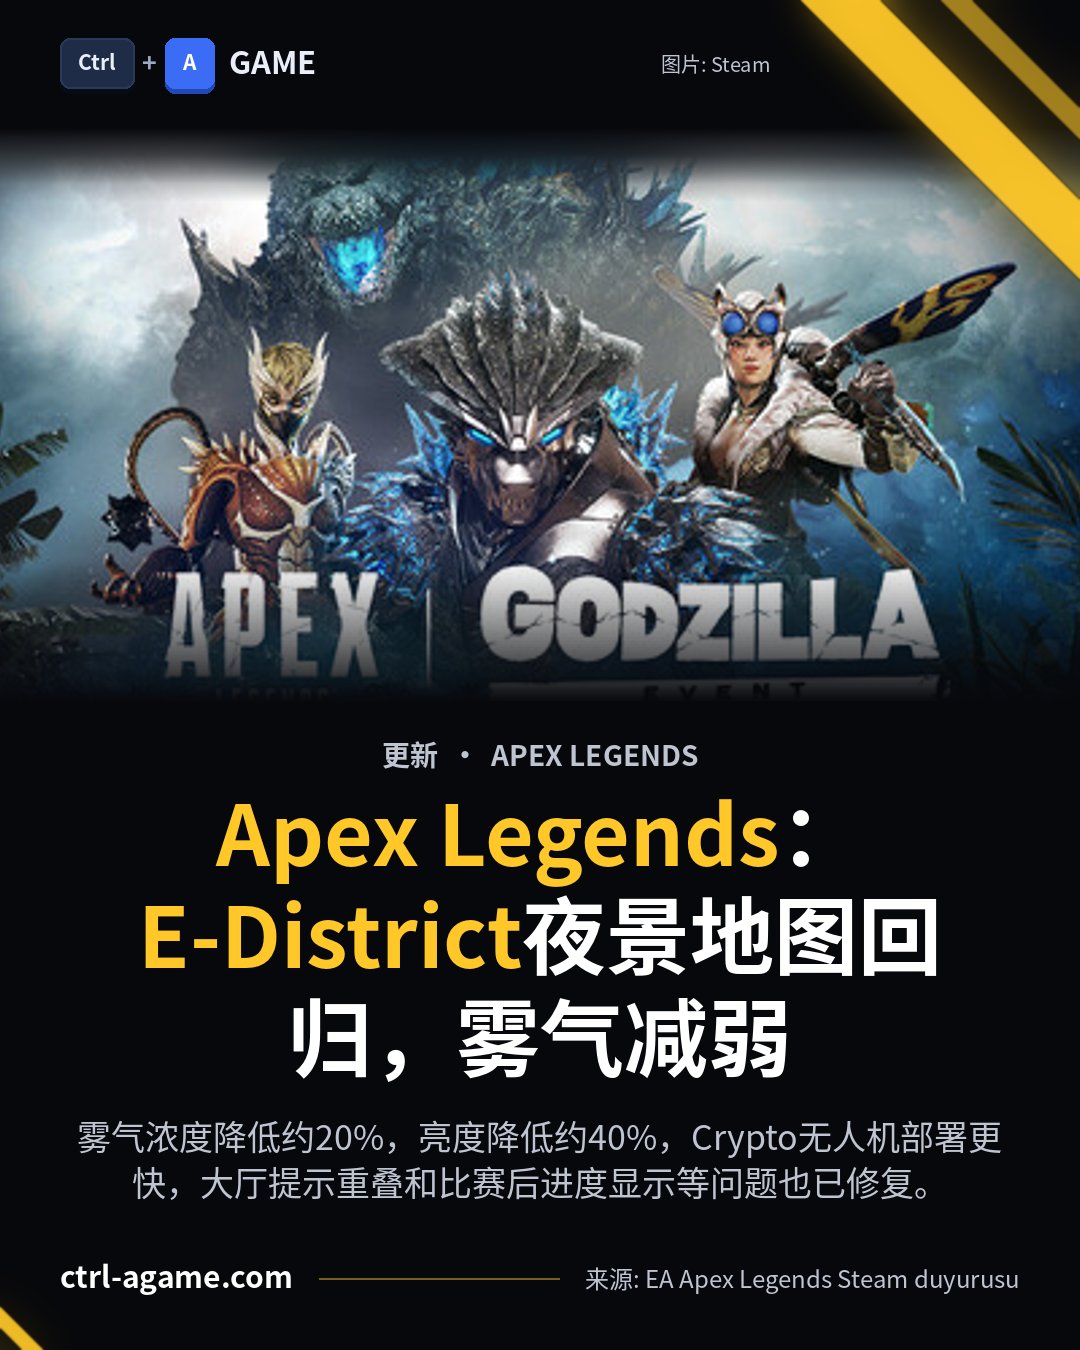 Ctrl + A GAME
图片: Steam
APEX GODZILLA
LEGENDS EVENT
更新 • APEX LEGENDS
Apex Legends：
E-District夜景地图回
归，雾气减弱
雾气浓度降低约20%，亮度降低约40%，Crypto无人机部署更
快，大厅提示重叠和比赛后进度显示等问题也已修复。
ctrl-agame.com
来源: EA Apex Legends Steam duyurusu